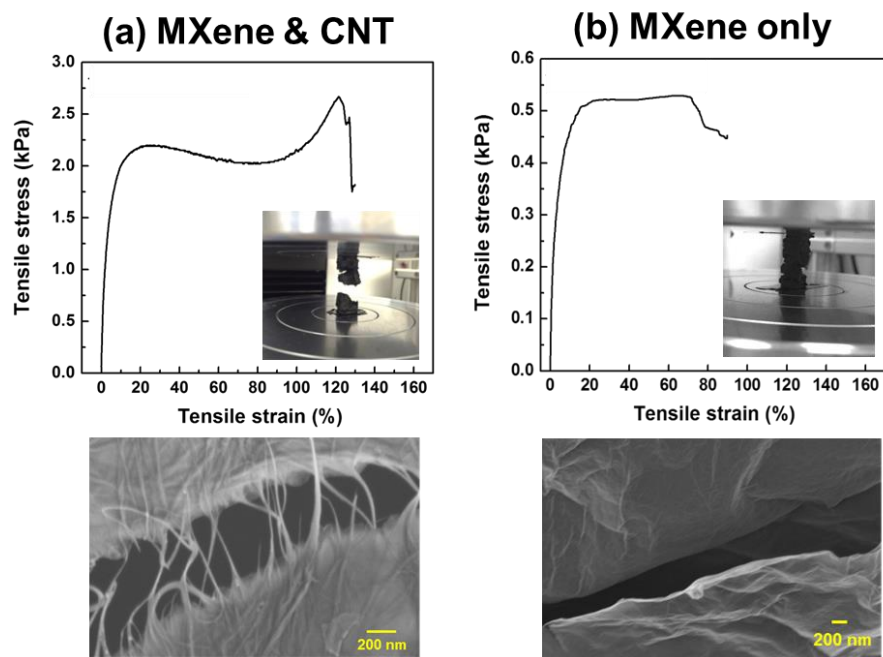 (a) MXene & CNT
(b) MXene only
3.0
2.5
2.0
1.5
1.0
0.5
0.0
Tensile stress (kPa)
0 20 40 60 80 100 120 140 160
Tensile strain (%)
0.6
0.5
0.4
0.3
0.2
0.1
0.0
Tensile stress (kPa)
0 20 40 60 80 100 120 140 160
Tensile strain (%)
200 nm
200 nm